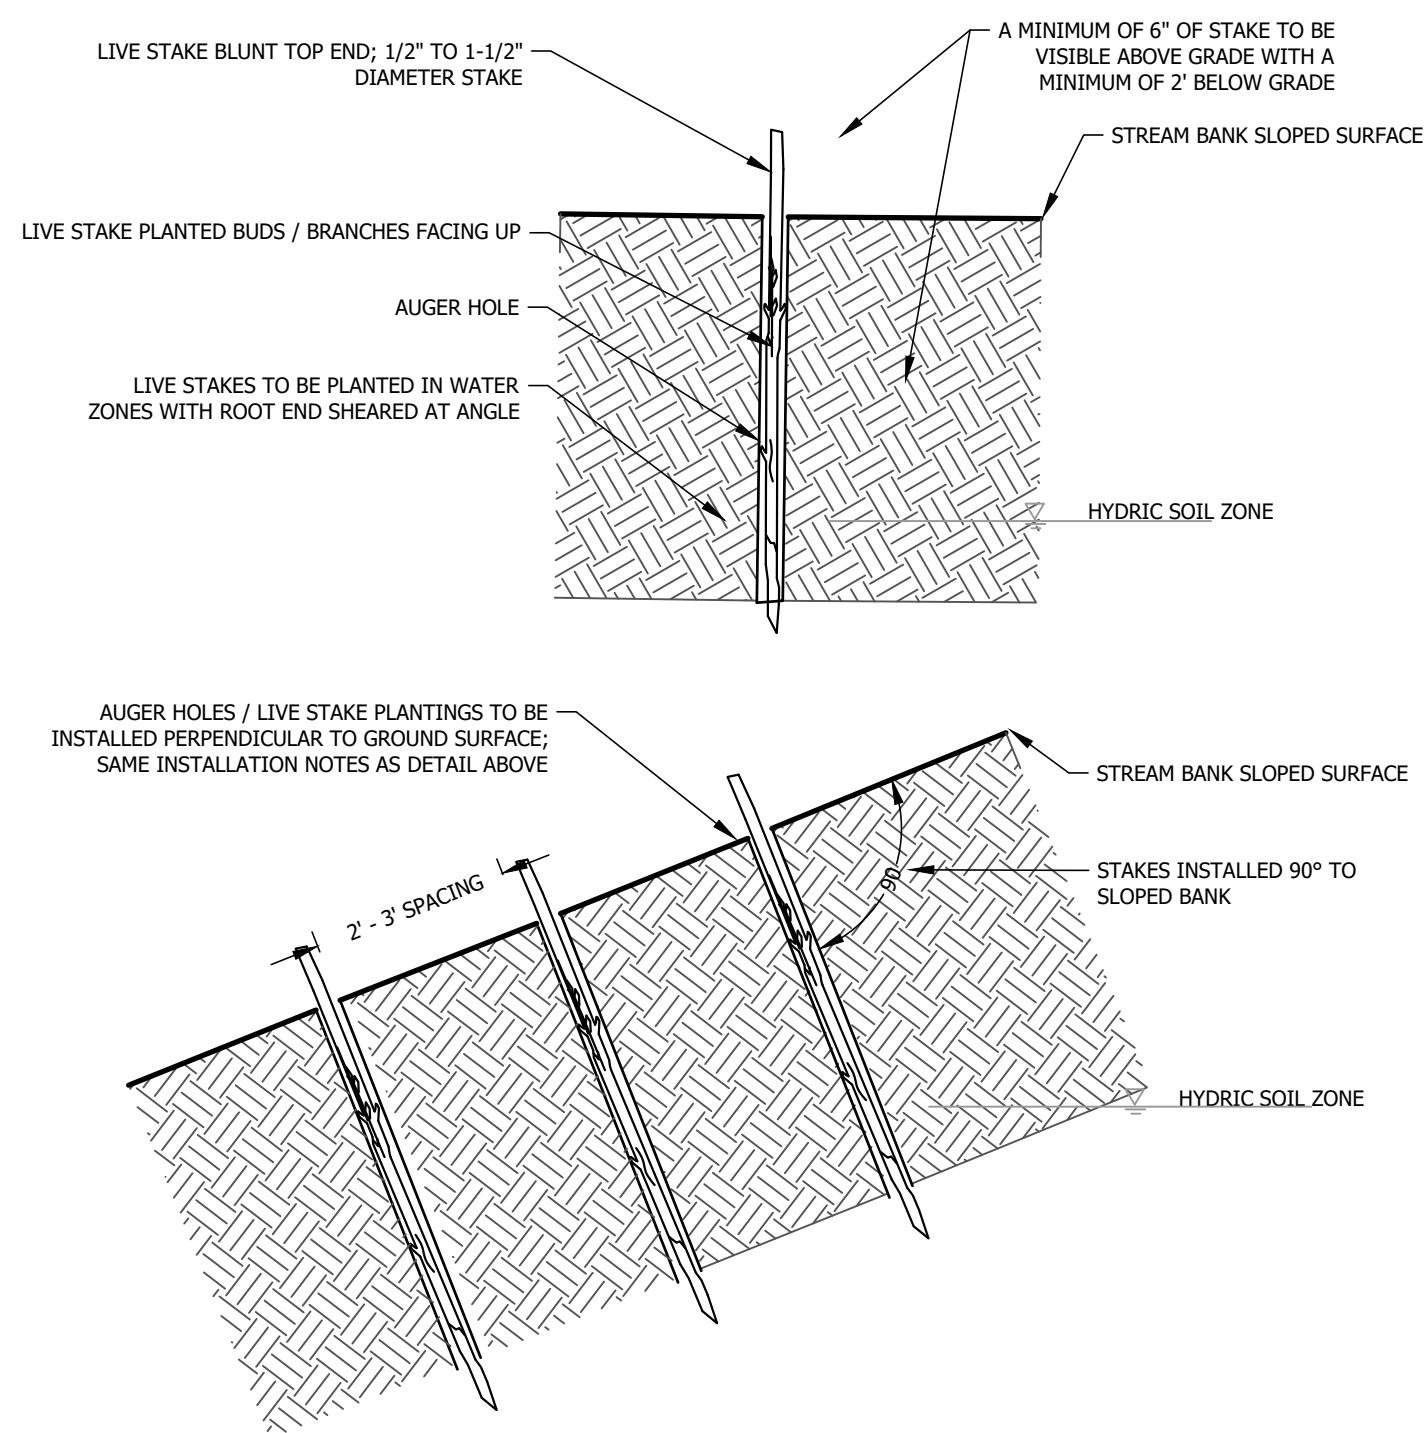 LIVE STAKE BLUNT TOP END; 1/2" TO 1-1/2"
DIAMETER STAKE
A MINIMUM OF 6" OF STAKE TO BE
VISIBLE ABOVE GRADE WITH A
MINIMUM OF 2' BELOW GRADE
STREAM BANK SLOPED SURFACE
LIVE STAKE PLANTED BUDS / BRANCHES FACING UP
AUGER HOLE
LIVE STAKES TO BE PLANTED IN WATER
ZONES WITH ROOT END SHEARED AT ANGLE
HYDRIC SOIL ZONE
AUGER HOLES / LIVE STAKE PLANTINGS TO BE
INSTALLED PERPENDICULAR TO GROUND SURFACE;
SAME INSTALLATION NOTES AS DETAIL ABOVE
STREAM BANK SLOPED SURFACE
2' - 3' SPACING
90
STAKES INSTALLED 90° TO
SLOPED BANK
HYDRIC SOIL ZONE